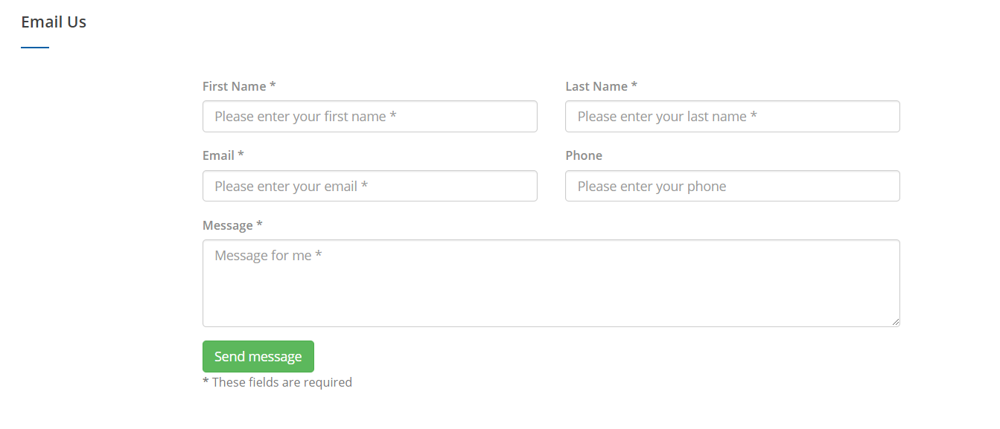 Email Us
First Name * Last Name *
Please enter your first name * Please enter your last name *
Email * Phone
Please enter your email * Please enter your phone
Message *
Message for me *
Send message
* These fields are required